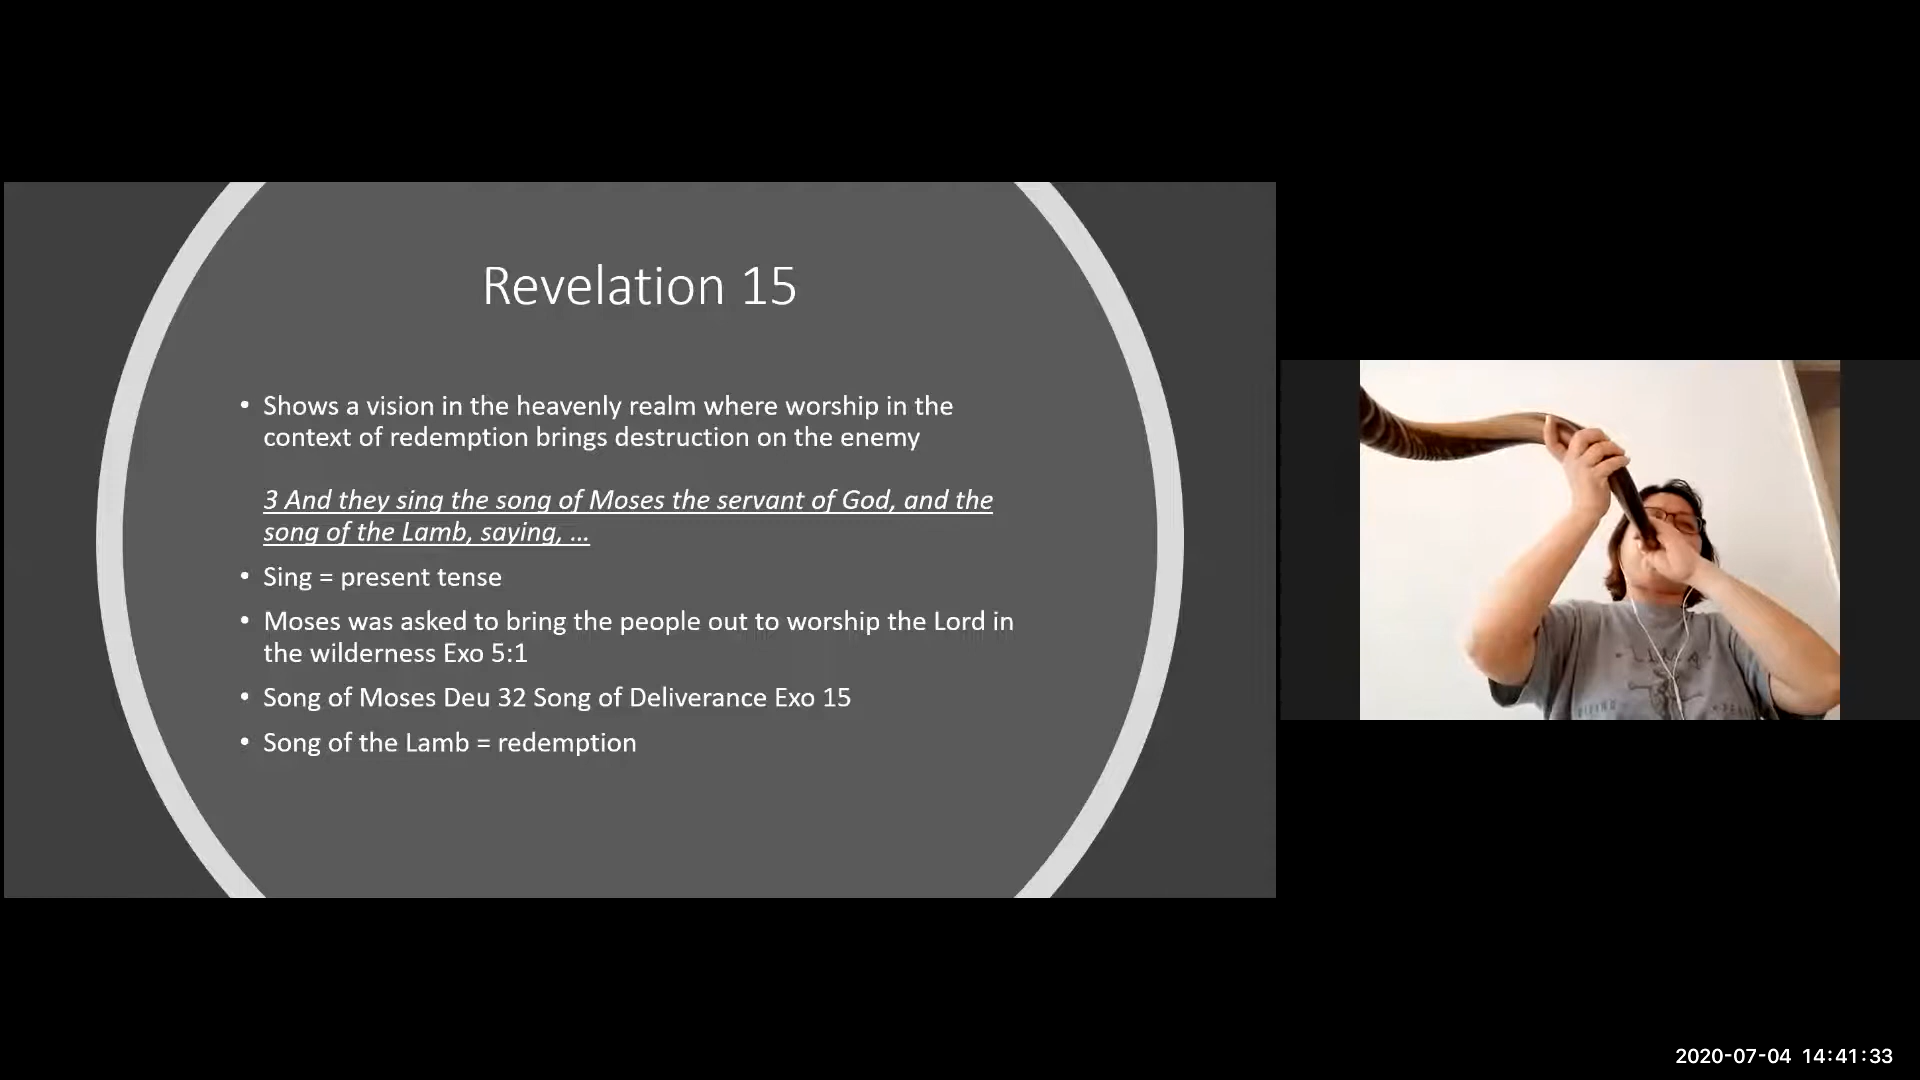 Revelation 15
• Shows a vision in the heavenly realm where worship in the
context of redemption brings destruction on the enemy
3 And they sing the song of Moses the servant of God, and the
song of the Lamb, saying, ...
• Sing = present tense
• Moses was asked to bring the people out to worship the Lord in
the wilderness Exo 5:1
• Song of Moses Deu 32 Song of Deliverance Exo 15
• Song of the Lamb = redemption
2020-07-04 14:41:33